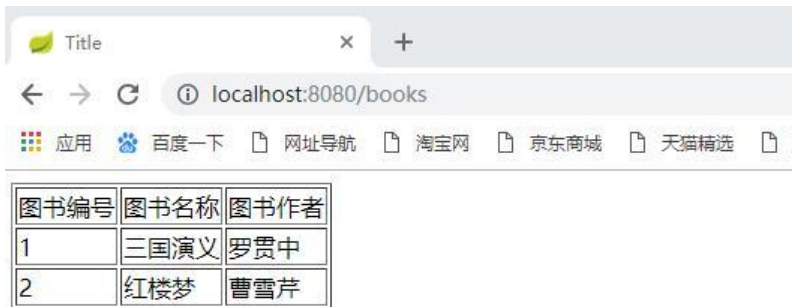 Title
localhost:8080/books
应用 百度一下 网址导航 淘宝网 京东商城 天猫精选
图书编号 图书名称 图书作者
1 三国演义 罗贯中
2 红楼梦 曹雪芹